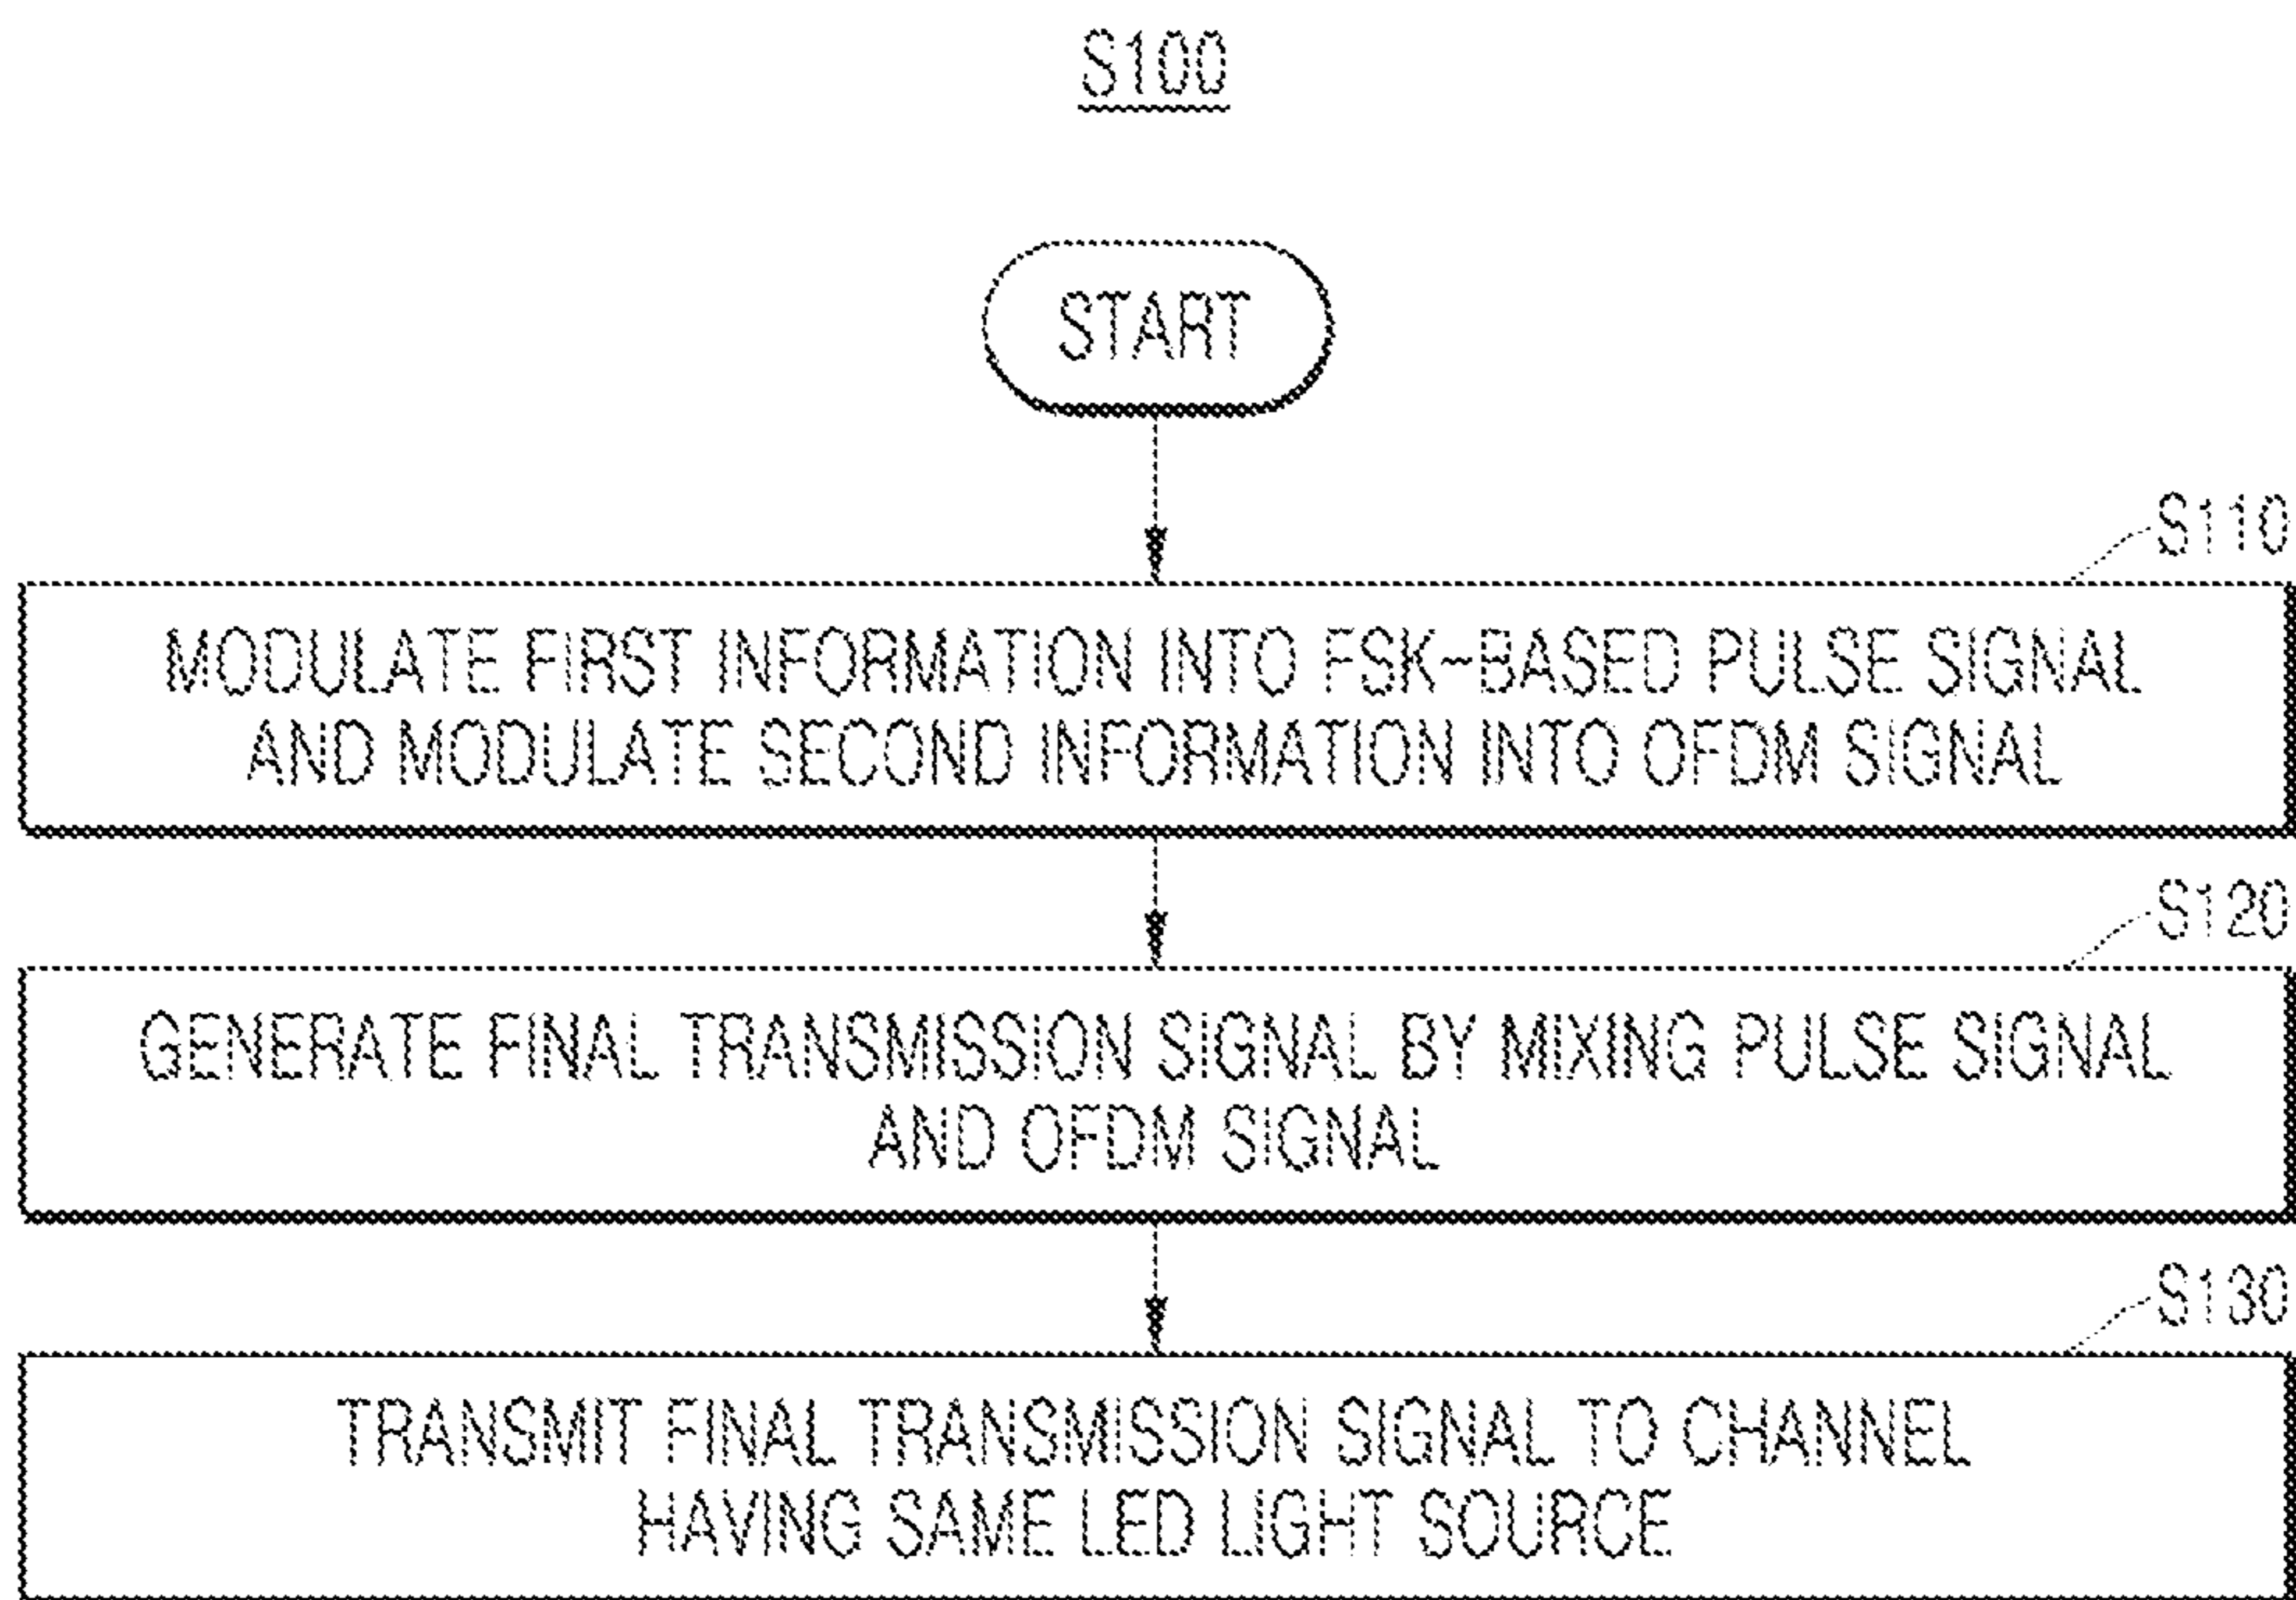 S100
START
S110
MODULATE FIRST INFORMATION INTO FSK-BASED PULSE SIGNAL
AND MODULATE SECOND INFORMATION INTO OFDM SIGNAL
S120
GENERATE FINAL TRANSMISSION SIGNAL BY MIXING PULSE SIGNAL
AND OFDM SIGNAL
S130
TRANSMIT FINAL TRANSMISSION SIGNAL TO CHANNEL
HAVING SAME LED LIGHT SOURCE